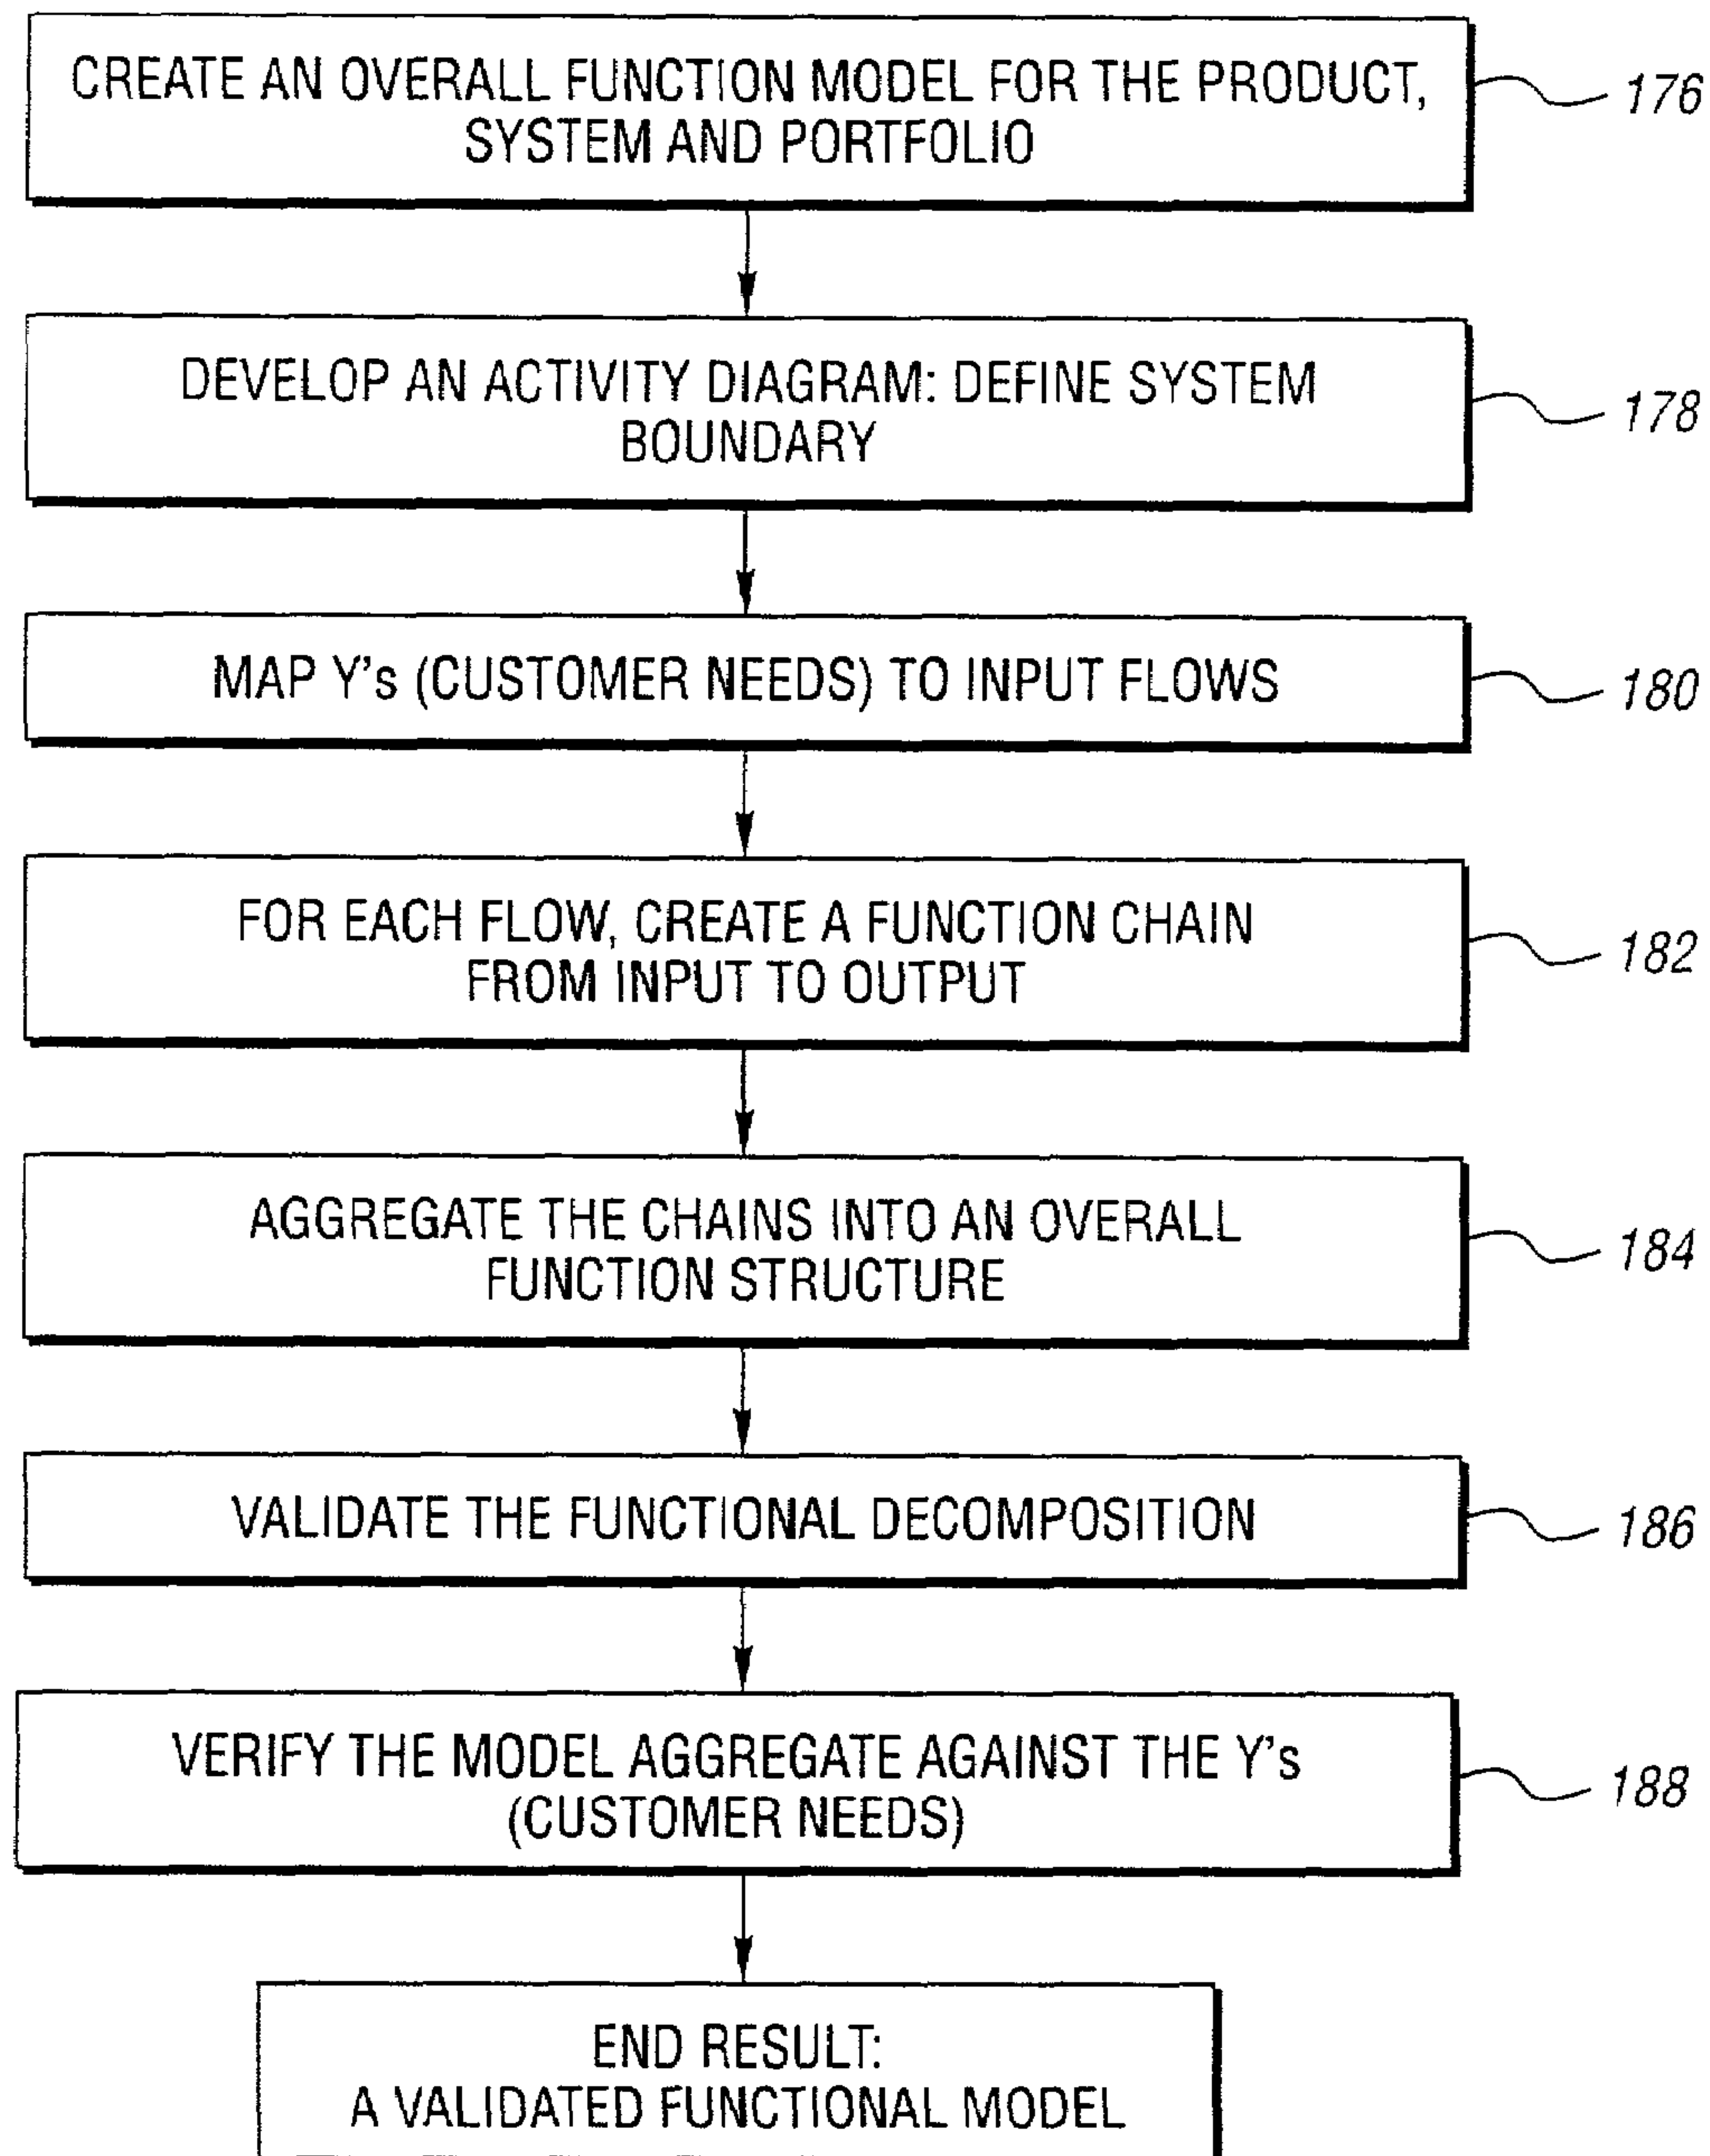 CREATE AN OVERALL FUNCTION MODEL FOR THE PRODUCT,
SYSTEM AND PORTFOLIO
176
DEVELOP AN ACTIVITY DIAGRAM: DEFINE SYSTEM
BOUNDARY
178
MAP Y's (CUSTOMER NEEDS) TO INPUT FLOWS
180
FOR EACH FLOW, CREATE A FUNCTION CHAIN
FROM INPUT TO OUTPUT
182
AGGREGATE THE CHAINS INTO AN OVERALL
FUNCTION STRUCTURE
184
VALIDATE THE FUNCTIONAL DECOMPOSITION
186
VERIFY THE MODEL AGGREGATE AGAINST THE Y's
(CUSTOMER NEEDS)
188
END RESULT:
A VALIDATED FUNCTIONAL MODEL